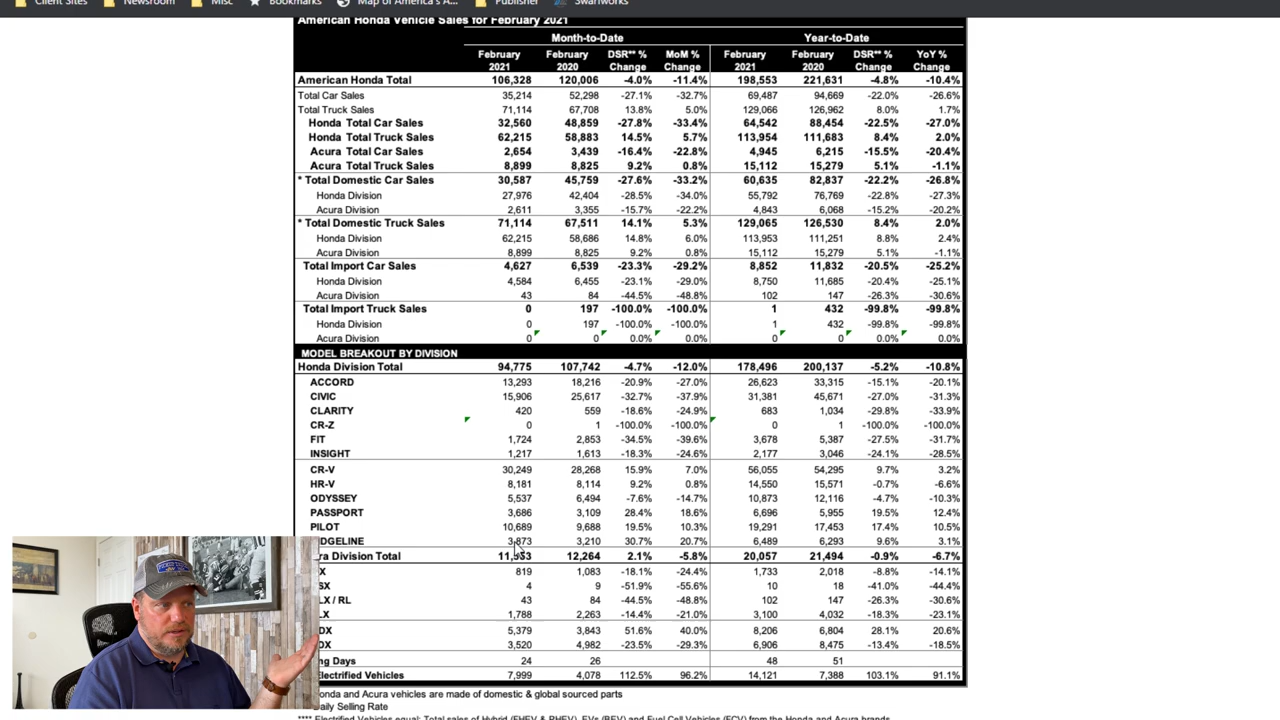 Client Sites Newsroom Misc Bookmarks Map of America's A... Publisher Swartworks
American Honda Vehicle Sales for February 2021
Month-to-Date Year-to-Date
February 2021 February 2020 DSR** % Change MoM % Change February 2021 February 2020 DSR** % Change YoY % Change
American Honda Total 106,328 120,006 -4.0% -11.4% 198,553 221,631 -4.8% -10.4%
Total Car Sales 35,214 52,298 -27.1% -32.7% 69,487 94,669 -22.0% -26.6%
Total Truck Sales 71,114 67,708 13.8% 5.0% 129,066 126,962 8.0% 1.7%
Honda Total Car Sales 32,560 48,859 -27.8% -33.4% 64,542 88,454 -22.5% -27.0%
Honda Total Truck Sales 62,215 58,883 14.5% 5.7% 113,954 111,683 8.4% 2.0%
Acura Total Car Sales 2,654 3,439 -16.4% -22.8% 4,945 6,215 -15.5% -20.4%
Acura Total Truck Sales 8,899 8,825 9.2% 0.8% 15,112 15,279 5.1% -1.1%
* Total Domestic Car Sales 30,587 45,759 -27.6% -33.2% 60,635 82,837 -22.2% -26.8%
Honda Division 27,976 42,404 -28.5% -34.0% 55,792 76,769 -22.8% -27.3%
Acura Division 2,611 3,355 -15.7% -22.2% 4,843 6,068 -15.2% -20.2%
* Total Domestic Truck Sales 71,114 67,511 14.1% 5.3% 129,065 126,530 8.4% 2.0%
Honda Division 62,215 58,686 14.8% 6.0% 113,953 111,251 8.8% 2.4%
Acura Division 8,899 8,825 9.2% 0.8% 15,112 15,279 5.1% -1.1%
Total Import Car Sales 4,627 6,539 -23.3% -29.2% 8,852 11,832 -20.5% -25.2%
Honda Division 4,584 6,455 -23.1% -29.0% 8,750 11,685 -20.4% -25.1%
Acura Division 43 84 -44.5% -48.8% 102 147 -26.3% -30.6%
Total Import Truck Sales 0 197 -100.0% -100.0% 1 432 -99.8% -99.8%
Honda Division 0 197 -100.0% -100.0% 1 432 -99.8% -99.8%
Acura Division 0 0 0.0% 0.0% 0 0 0.0% 0.0%
MODEL BREAKOUT BY DIVISION
Honda Division Total 94,775 107,742 -4.7% -12.0% 178,496 200,137 -5.2% -10.8%
ACCORD 13,293 18,216 -20.9% -27.0% 26,623 33,315 -15.1% -20.1%
CIVIC 15,906 25,617 -32.7% -37.9% 31,381 45,671 -27.0% -31.3%
CLARITY 420 559 -18.6% -24.9% 683 1,034 -29.8% -33.9%
CR-Z 0 1 -100.0% -100.0% 0 1 -100.0% -100.0%
FIT 1,724 2,853 -34.5% -39.6% 3,678 5,387 -27.5% -31.7%
INSIGHT 1,217 1,613 -18.3% -24.6% 2,177 3,046 -24.1% -28.5%
CR-V 30,249 28,268 15.9% 7.0% 56,055 54,295 9.7% 3.2%
HR-V 8,181 8,114 9.2% 0.8% 14,550 15,571 -0.7% -6.6%
ODYSSEY 5,537 6,494 -7.6% -14.7% 10,873 12,116 -4.7% -10.3%
PASSPORT 3,686 3,109 28.4% 18.6% 6,696 5,955 19.5% 12.4%
PILOT 10,689 9,688 19.5% 10.3% 19,291 17,453 17.4% 10.5%
IDGELINE 3,873 3,210 30.7% 20.7% 6,489 6,293 9.6% 3.1%
ra Division Total 11,553 12,264 2.1% -5.8% 20,057 21,494 -0.9% -6.7%
X 819 1,083 -18.1% -24.4% 1,733 2,018 -8.8% -14.1%
SX 4 9 -51.9% -55.6% 10 18 -41.0% -44.4%
LX / RL 43 84 -44.5% -48.8% 102 147 -26.3% -30.6%
LX 1,788 2,263 -14.4% -21.0% 3,100 4,032 -18.3% -23.1%
DX 5,379 3,843 51.6% 40.0% 8,206 6,804 28.1% 20.6%
DX 3,520 4,982 -23.5% -29.3% 6,906 8,475 -13.4% -18.5%
ng Days 24 26 48 51
Electrified Vehicles 7,999 4,078 112.5% 96.2% 14,121 7,388 103.1% 91.1%
onda and Acura vehicles are made of domestic & global sourced parts
Daily Selling Rate
**** Electrified Vehicles equal: Total sales of Hybrid (FHEV & PHEV), EVs (BEV) and Fuel Cell Vehicles (FCV) from the Honda and Acura brands